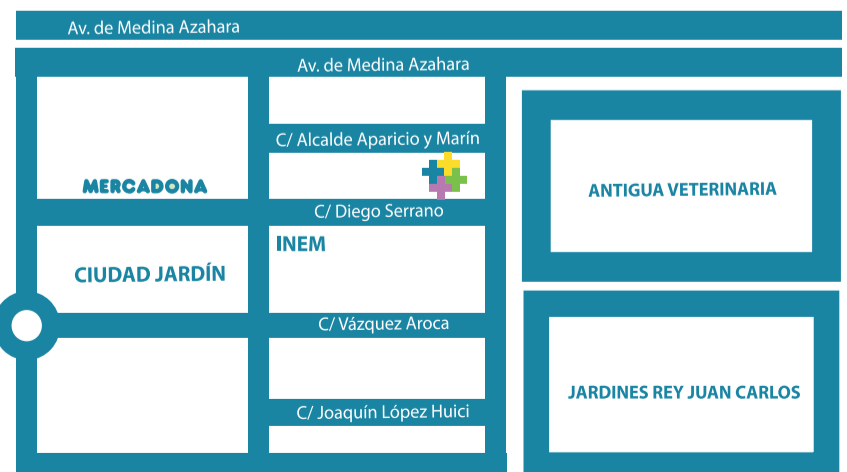 Av. de Medina Azahara
Av. de Medina Azahara
C/ Alcalde Aparicio y Marín
MERCADONA
ANTIGUA VETERINARIA
C/ Diego Serrano
INEM
CIUDAD JARDÍN
C/ Vázquez Aroca
JARDINES REY JUAN CARLOS
C/ Joaquín López Huici